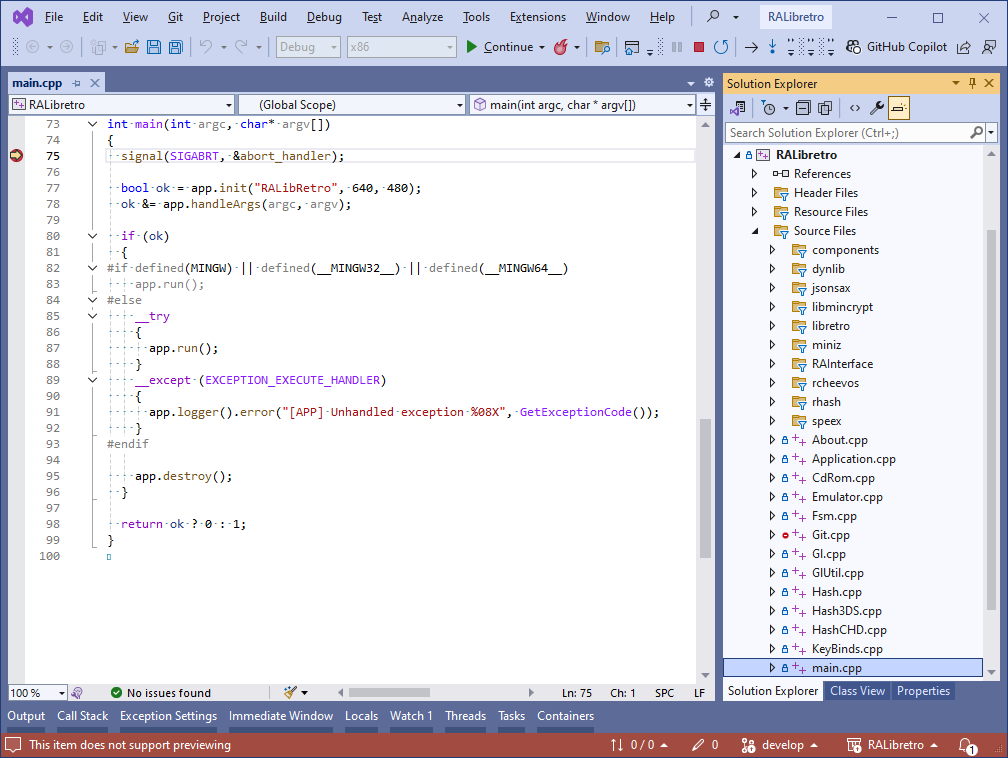 File Edit View Git Project Build Debug Test Analyze Tools Extensions Window Help RALibretro
Debug x86 Continue GitHub Copilot
main.cpp
RALibretro (Global Scope) main(int argc, char * argv[])
73 int main(int argc, char* argv[])
74 {
75 signal(SIGABRT, &abort_handler);
76
77 bool ok = app.init("RALibRetro", 640, 480);
78 ok &= app.handleArgs(argc, argv);
79
80 if (ok)
81 {
82 #if defined(MINGW) || defined(__MINGW32__) || defined(__MINGW64__)
83 app.run();
84 #else
85 __try
86 {
87 app.run();
88 }
89 __except (EXCEPTION_EXECUTE_HANDLER)
90 {
91 app.logger().error("[APP] Unhandled exception %08X", GetExceptionCode());
92 }
93 #endif
94
95 app.destroy();
96 }
97
98 return ok ? 0 : 1;
99 }
100
100 % No issues found Ln: 75 Ch: 1 SPC LF
Solution Explorer
Search Solution Explorer (Ctrl+;)
RALibretro
References
Header Files
Resource Files
Source Files
components
dynlib
jsonsax
libmincrypt
libretro
miniz
RAInterface
rcheevos
rhash
speex
About.cpp
Application.cpp
CdRom.cpp
Emulator.cpp
Fsm.cpp
Git.cpp
Gl.cpp
GlUtil.cpp
Hash.cpp
Hash3DS.cpp
HashCHD.cpp
KeyBinds.cpp
main.cpp
Solution Explorer Class View Properties
Output Call Stack Exception Settings Immediate Window Locals Watch 1 Threads Tasks Containers
This item does not support previewing 0 / 0 0 develop RALibretro 1